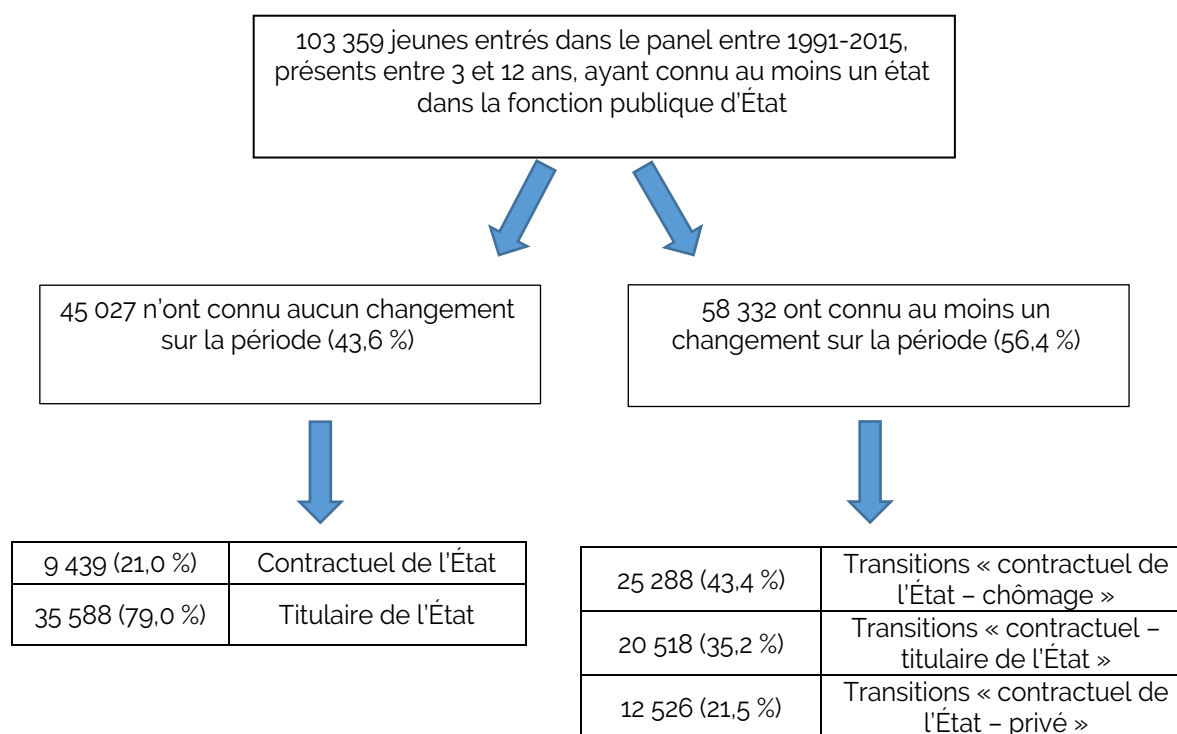 103 359 jeunes entrés dans le panel entre 1991-2015,
présents entre 3 et 12 ans, ayant connu au moins un état
dans la fonction publique d’État
45 027 n’ont connu aucun changement
sur la période (43,6 %)
58 332 ont connu au moins un
changement sur la période (56,4 %)
9 439 (21,0 %) Contractuel de l’État
35 588 (79,0 %) Titulaire de l’État
25 288 (43,4 %) Transitions « contractuel de
l’État – chômage »
20 518 (35,2 %) Transitions « contractuel –
titulaire de l’État »
12 526 (21,5 %) Transitions « contractuel de
l’État – privé »